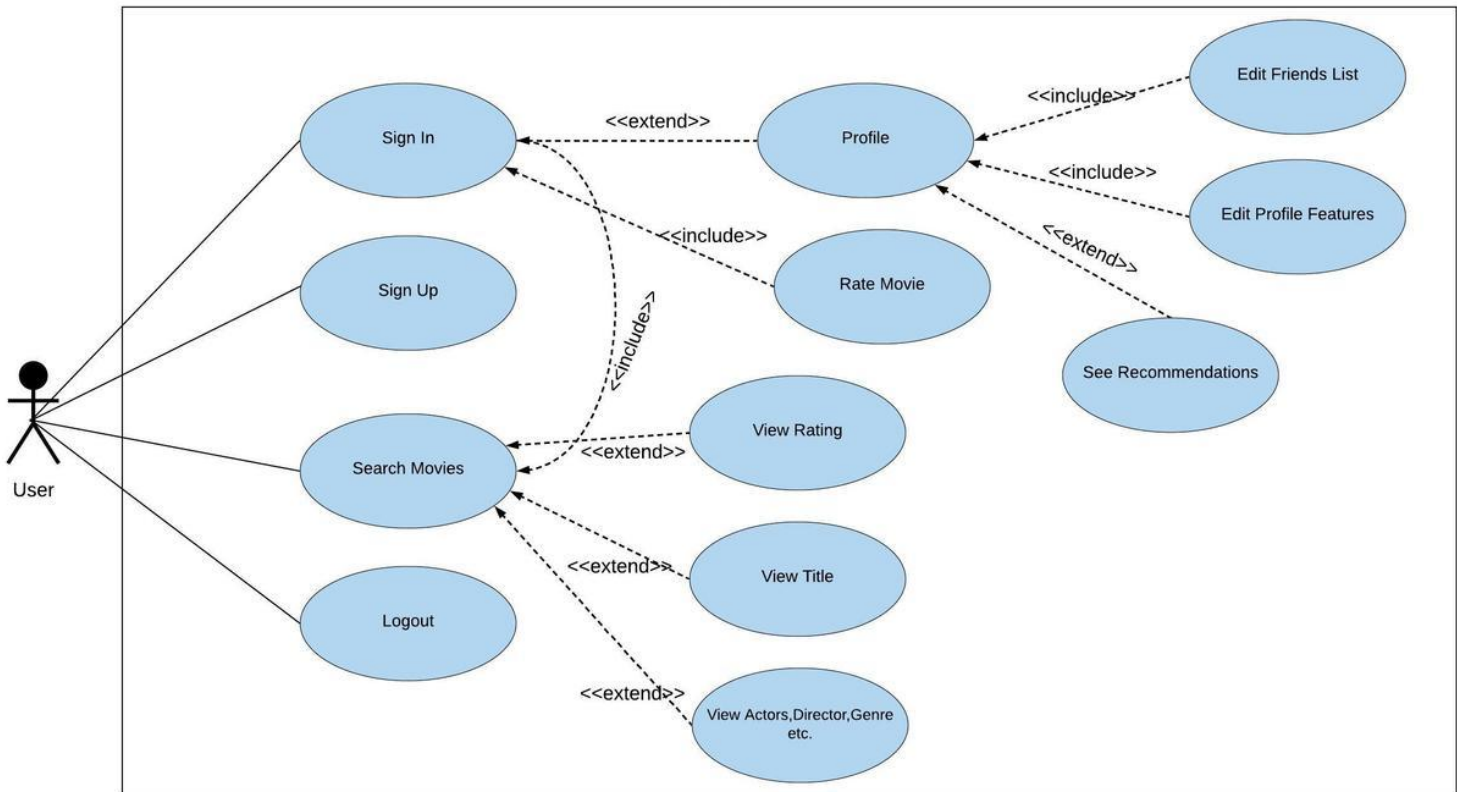 Edit Friends List
<<include>>
<<extend>>
Sign In
Profile
<<include>>
Edit Profile Features
<<include>>
<<extend>>
Rate Movie
Sign Up
<<include>>
See Recommendations
View Rating
<<extend>>
Search Movies
User
<<extend>>
View Title
Logout
<<extend>>
View Actors,Director,Genre
etc.